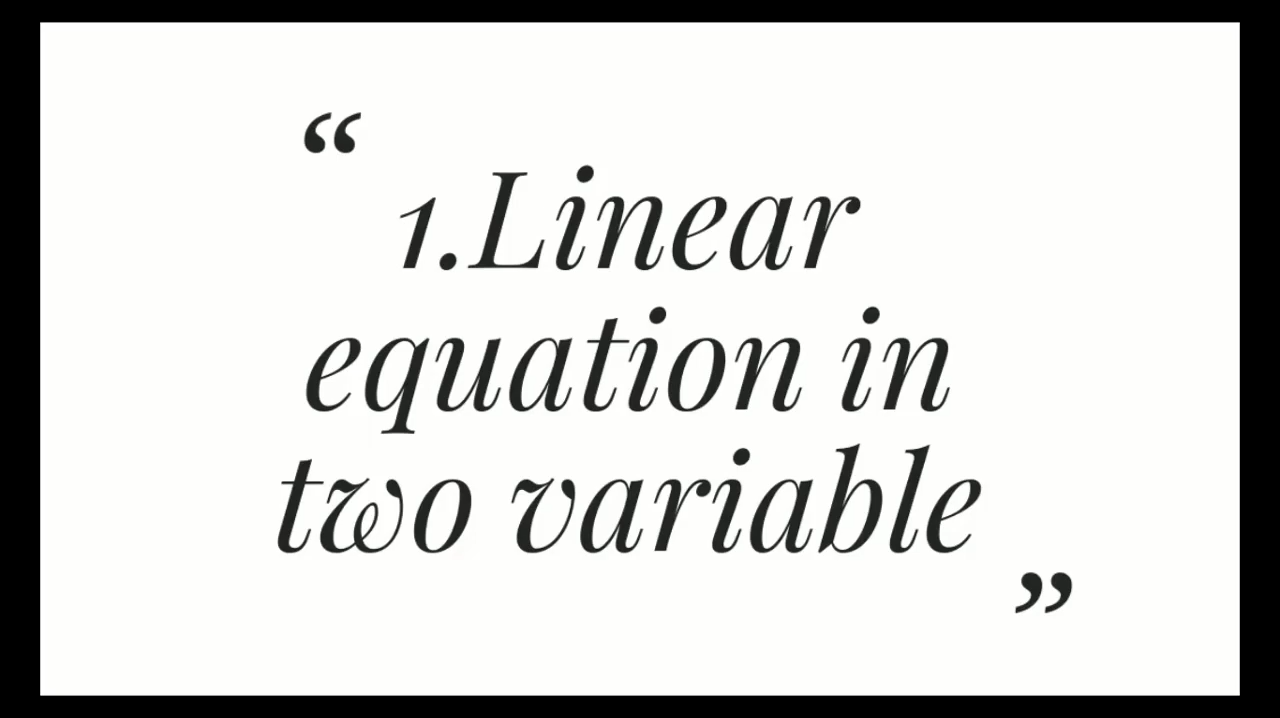 “
1.Linear
equation in
two variable
”